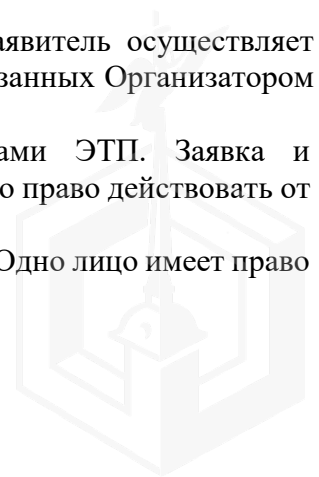 аявитель осуществляет
занных Организатором
ами ЭТП. Заявка и
о право действовать от
Одно лицо имеет право